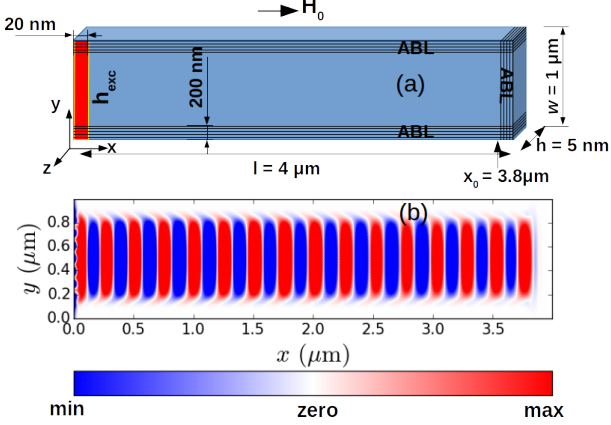 H₀
20 nm
ABL
(a)
h_exc
200 nm
ABL
w = 1 μm
ABL
h = 5 nm
y
x
z
l = 4 μm
x₀ = 3.8μm
(b)
0.8
0.6
0.4
0.2
0.0
y (μm)
0.0 0.5 1.0 1.5 2.0 2.5 3.0 3.5
x (μm)
min zero max